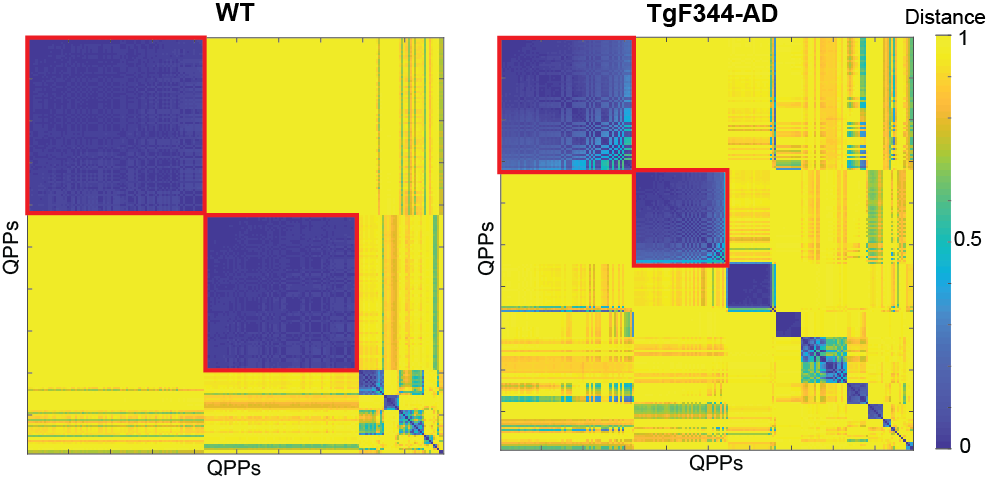 WT
TgF344-AD
Distance
1
QPPs
QPPs
0.5
0
QPPs
QPPs